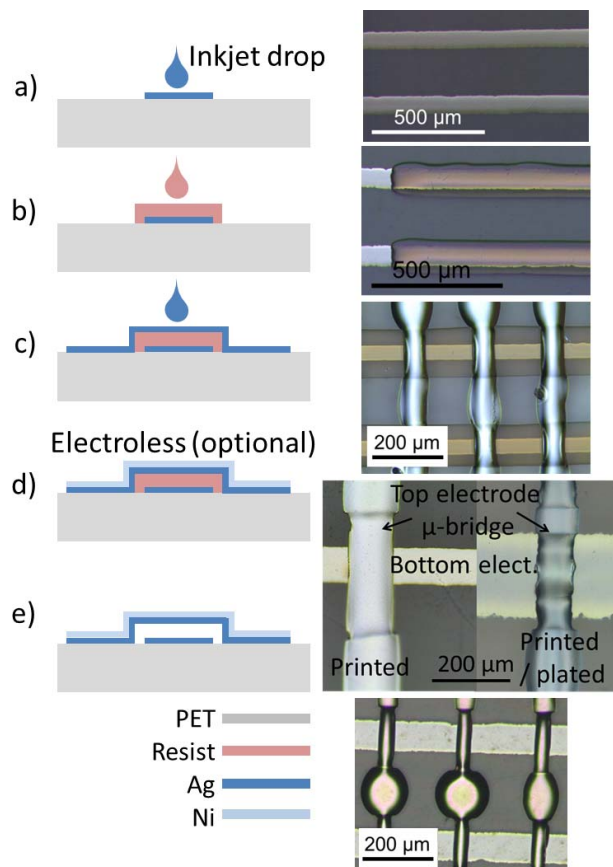 Inkjet drop
a)
500 µm
b)
500 µm
c)
200 µm
Electroless (optional)
d)
Top electrode
µ-bridge
Bottom elect.
Printed
200 µm
Printed
/ plated
e)
PET
Resist
Ag
Ni
200 µm